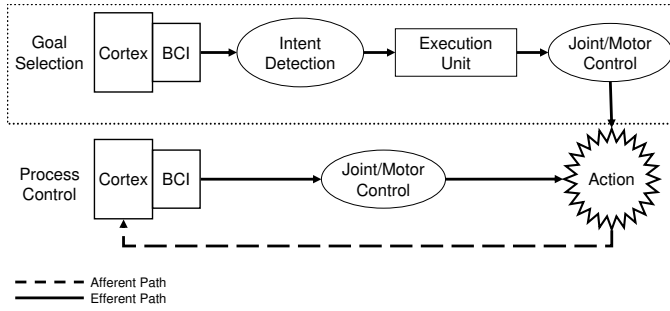 Goal
Selection
Cortex
BCI
Intent
Detection
Execution
Unit
Joint/Motor
Control
Process
Control
Cortex
BCI
Joint/Motor
Control
Action
Afferent Path
Efferent Path